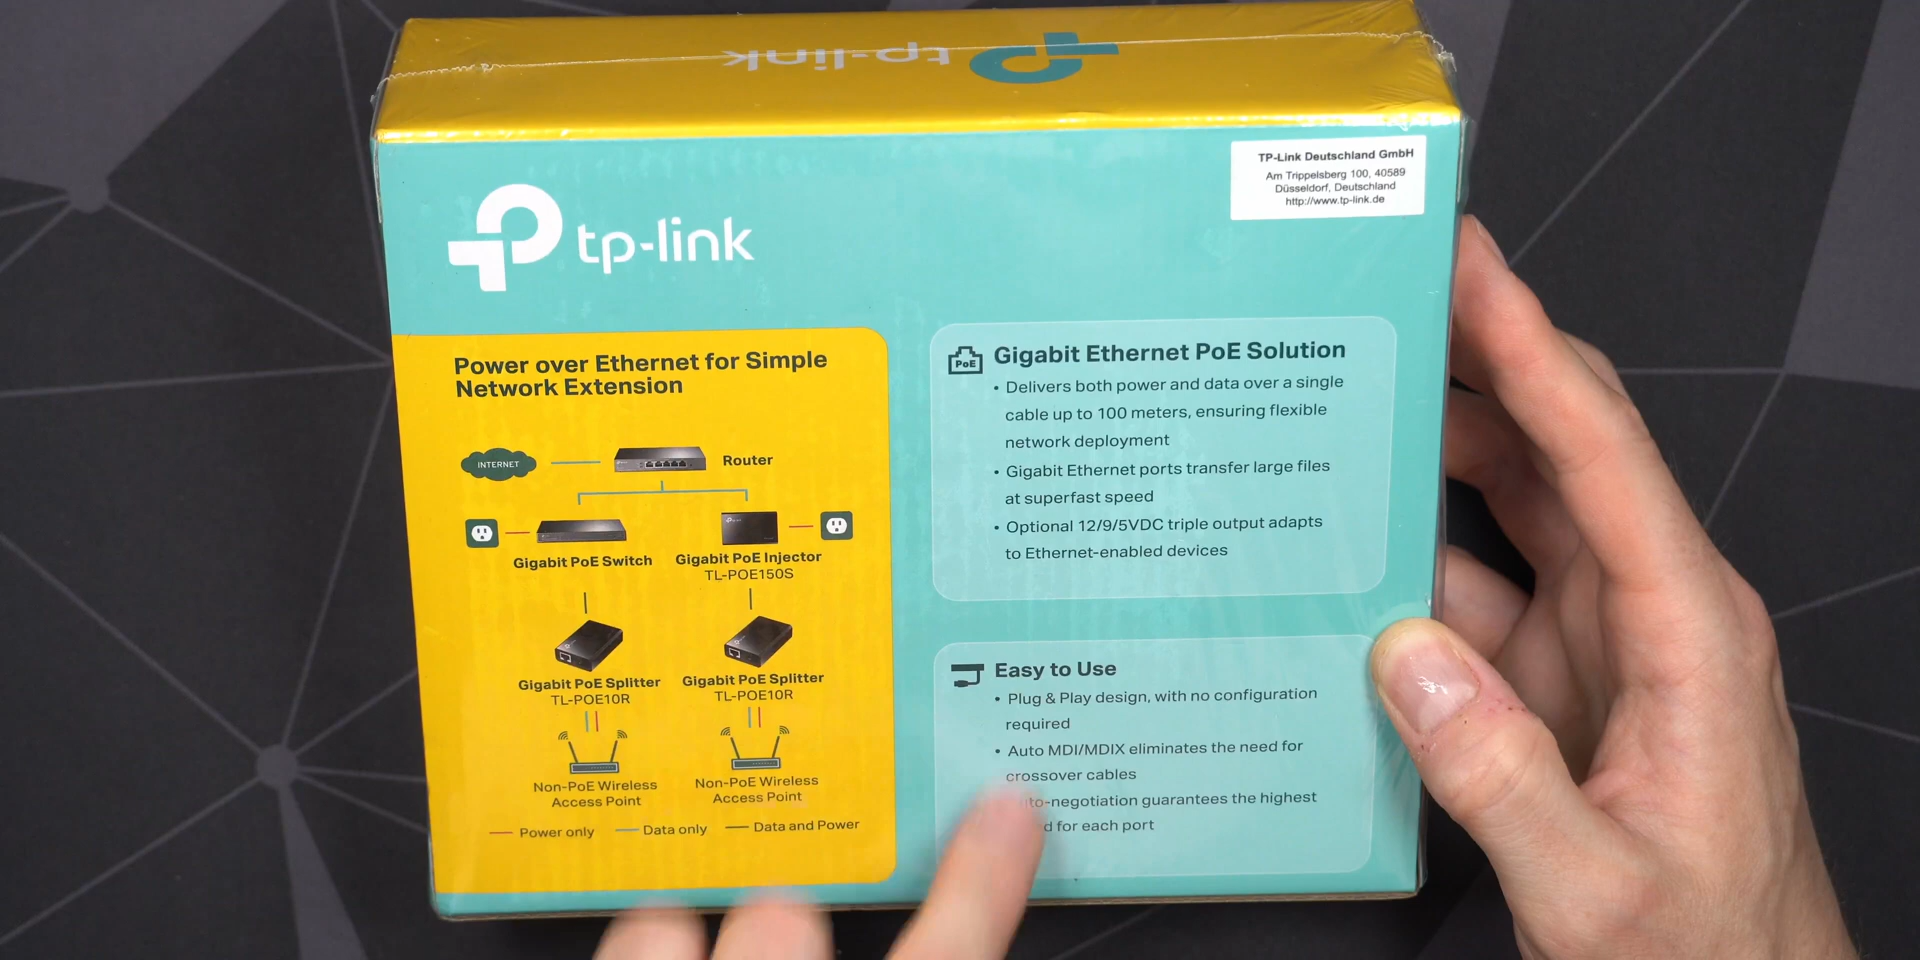 tp-link
TP-Link Deutschland GmbH
Am Trippelsberg 100, 40589
Düsseldorf, Deutschland
http://www.tp-link.de
tp-link
Power over Ethernet for Simple
Network Extension
INTERNET
Router
Gigabit PoE Switch
Gigabit PoE Injector
TL-POE150S
Gigabit PoE Splitter
TL-POE10R
Gigabit PoE Splitter
TL-POE10R
Non-PoE Wireless
Access Point
Non-PoE Wireless
Access Point
Power only
Data only
Data and Power
PoE
Gigabit Ethernet PoE Solution
• Delivers both power and data over a single
cable up to 100 meters, ensuring flexible
network deployment
• Gigabit Ethernet ports transfer large files
at superfast speed
• Optional 12/9/5VDC triple output adapts
to Ethernet-enabled devices
Easy to Use
• Plug & Play design, with no configuration
required
• Auto MDI/MDIX eliminates the need for
crossover cables
negotiation guarantees the highest
for each port